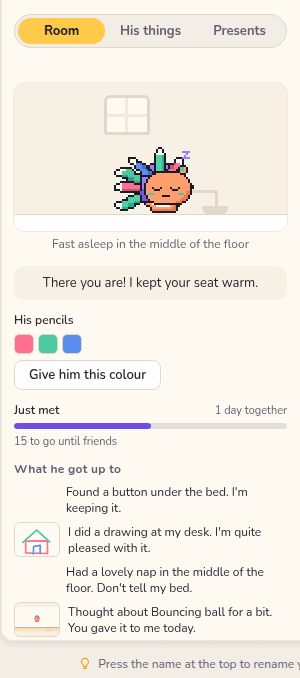 Room His things Presents
z
Fast asleep in the middle of the floor
There you are! I kept your seat warm.
His pencils
Give him this colour
Just met 1 day together
15 to go until friends
What he got up to
Found a button under the bed. I'm
keeping it.
I did a drawing at my desk. I'm quite
pleased with it.
Had a lovely nap in the middle of the
floor. Don't tell my bed.
Thought about Bouncing ball for a bit.
You gave it to me today.
Press the name at the top to rename